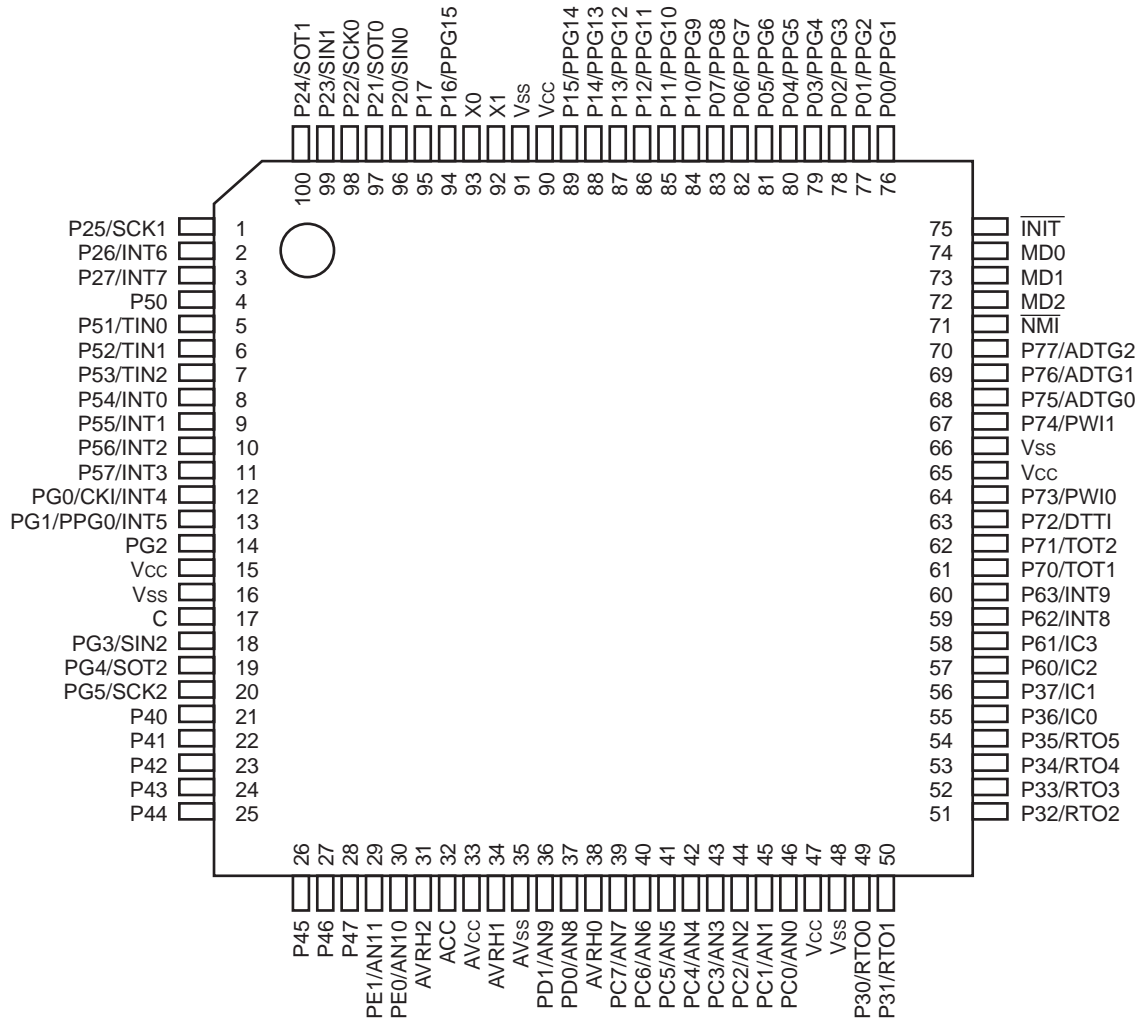 P24/SOT1
P23/SIN1
P22/SCK0
P21/SOT0
P20/SIN0
P17
P16/PPG15
X0
X1
Vss
Vcc
P15/PPG14
P14/PPG13
P13/PPG12
P12/PPG11
P11/PPG10
P10/PPG9
P07/PPG8
P06/PPG7
P05/PPG6
P04/PPG5
P03/PPG4
P02/PPG3
P01/PPG2
P00/PPG1
100
99
98
97
96
95
94
93
92
91
90
89
88
87
86
85
84
83
82
81
80
79
78
77
76
P25/SCK1 1
P26/INT6 2
P27/INT7 3
P50 4
P51/TIN0 5
P52/TIN1 6
P53/TIN2 7
P54/INT0 8
P55/INT1 9
P56/INT2 10
P57/INT3 11
PG0/CKI/INT4 12
PG1/PPG0/INT5 13
PG2 14
Vcc 15
Vss 16
C 17
PG3/SIN2 18
PG4/SOT2 19
PG5/SCK2 20
P40 21
P41 22
P42 23
P43 24
P44 25
75 INIT
74 MD0
73 MD1
72 MD2
71 NMI
70 P77/ADTG2
69 P76/ADTG1
68 P75/ADTG0
67 P74/PWI1
66 Vss
65 Vcc
64 P73/PWI0
63 P72/DTTI
62 P71/TOT2
61 P70/TOT1
60 P63/INT9
59 P62/INT8
58 P61/IC3
57 P60/IC2
56 P37/IC1
55 P36/IC0
54 P35/RTO5
53 P34/RTO4
52 P33/RTO3
51 P32/RTO2
26
27
28
29
30
31
32
33
34
35
36
37
38
39
40
41
42
43
44
45
46
47
48
49
50
P45
P46
P47
PE1/AN11
PE0/AN10
AVRH2
ACC
AVcc
AVRH1
AVss
PD1/AN9
PD0/AN8
AVRH0
PC7/AN7
PC6/AN6
PC5/AN5
PC4/AN4
PC3/AN3
PC2/AN2
PC1/AN1
PC0/AN0
Vcc
Vss
P30/RTO0
P31/RTO1